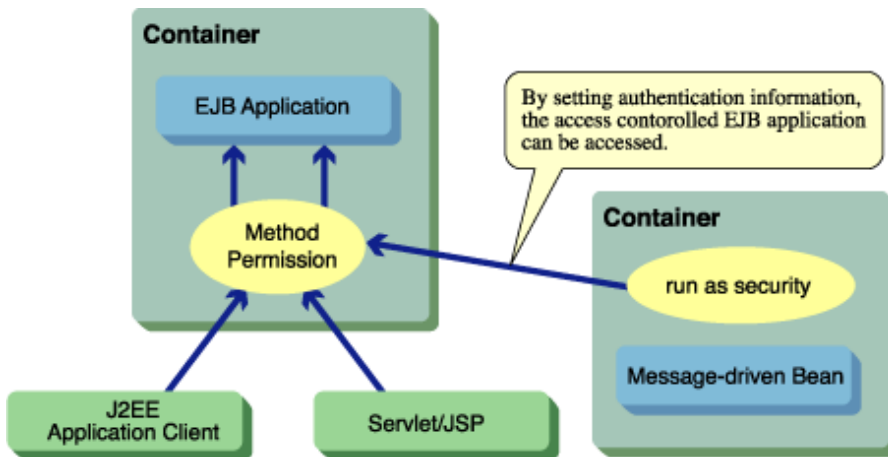 Container
EJB Application
By setting authentication information,
the access contorolled EJB application
can be accessed.
Method
Permission
Container
run as security
Message-driven Bean
J2EE
Application Client
Servlet/JSP